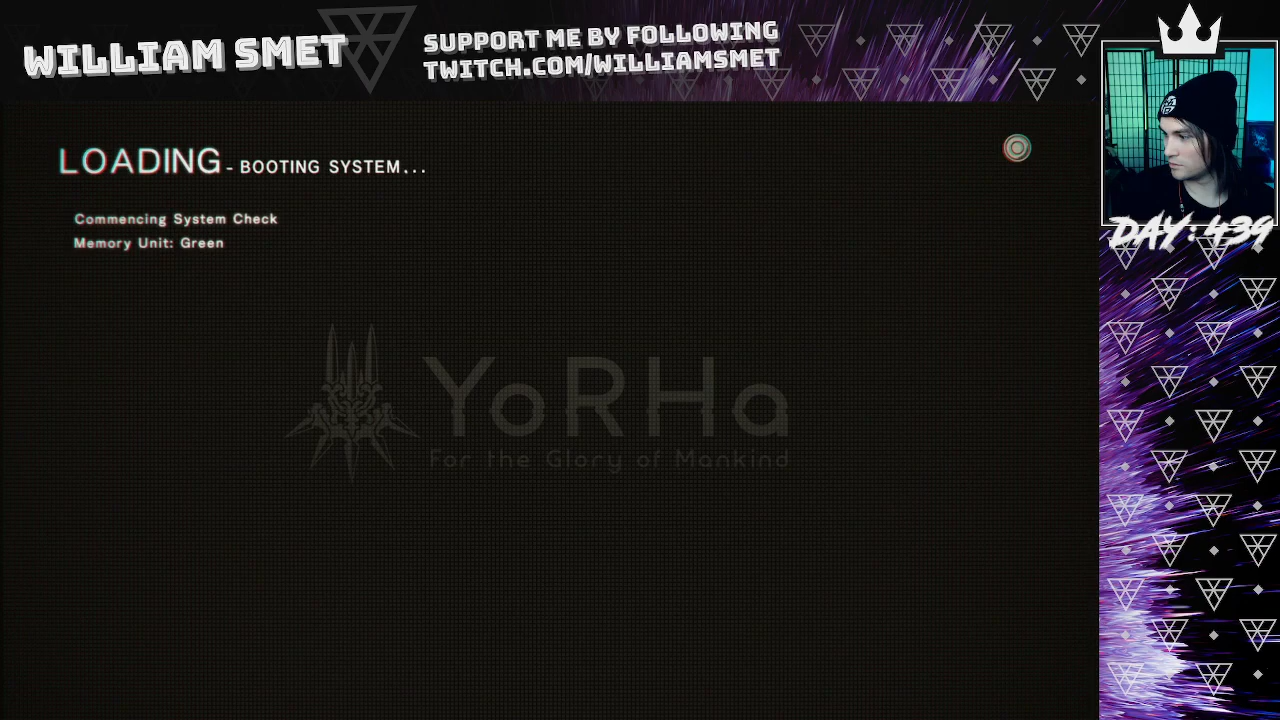 WILLIAM SMET
SUPPORT ME BY FOLLOWING
TWITCH.COM/WILLIAMSMET
LOADING - BOOTING SYSTEM...
Commencing System Check
Memory Unit: Green
YoRHa
For the Glory of Mankind
DAY:439